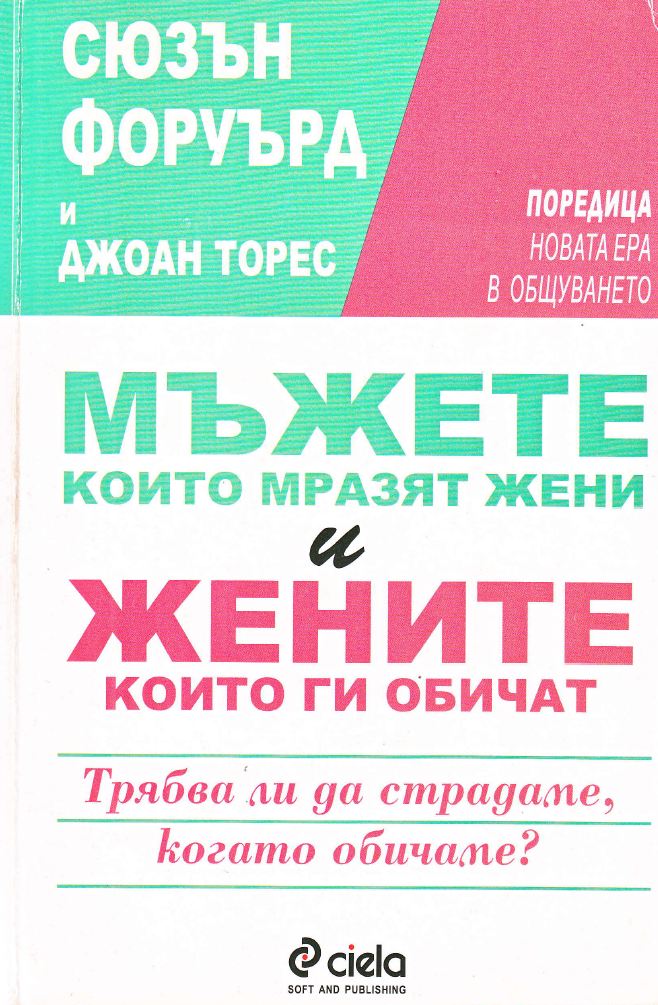 СЮЗЪН
ФОРУЪРД
И
ДЖОАН ТОРЕС
ПОРЕДИЦА
НОВАТА ЕРА
В ОБЩУВАНЕТО
МЪЖЕТЕ
КОИТО МРАЗЯТ ЖЕНИ
и
ЖЕНИТЕ
КОИТО ГИ ОБИЧАТ
Трябва ли да страдаме,
когато обичаме?
ciela
SOFT AND PUBLISHING